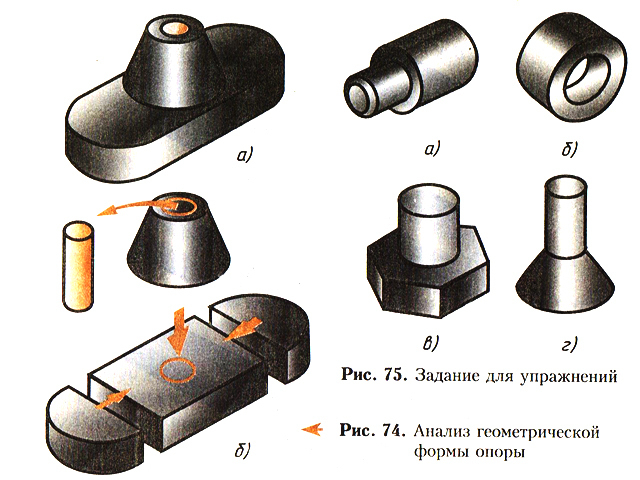 а)
а)
б)
в)
г)
Рис. 75. Задание для упражнений
б)
Рис. 74. Анализ геометрической
формы опоры